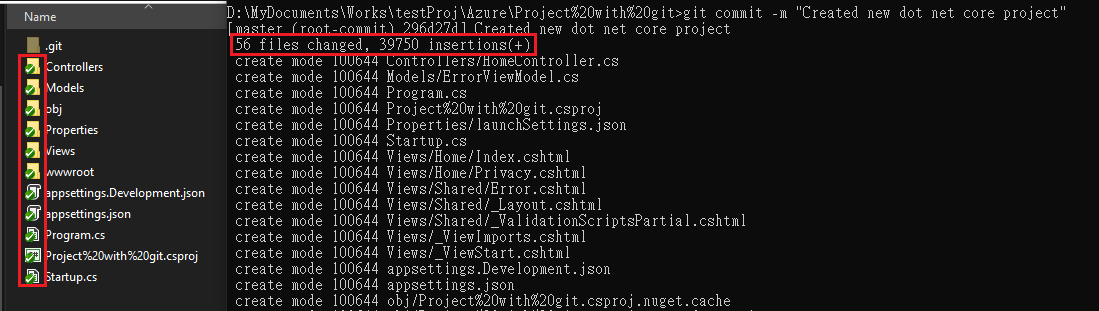 .git
Controllers
Models
obj
Properties
Views
wwwroot
appsettings.Development.json
appsettings.json
Program.cs
Project%20with%20git.csproj
Startup.cs
D:\MyDocuments\Works\testProj\Azure\Project%20with%20git>git commit -m "Created new dot net core project"
[master (root-commit) 296d27d] Created new dot net core project
56 files changed, 39750 insertions(+)
create mode 100644 Controllers/HomeController.cs
create mode 100644 Models/ErrorViewModel.cs
create mode 100644 Program.cs
create mode 100644 Project%20with%20git.csproj
create mode 100644 Properties/launchSettings.json
create mode 100644 Startup.cs
create mode 100644 Views/Home/Index.cshtml
create mode 100644 Views/Home/Privacy.cshtml
create mode 100644 Views/Shared/Error.cshtml
create mode 100644 Views/Shared/_Layout.cshtml
create mode 100644 Views/Shared/_ValidationScriptsPartial.cshtml
create mode 100644 Views/_ViewImports.cshtml
create mode 100644 Views/_ViewStart.cshtml
create mode 100644 appsettings.Development.json
create mode 100644 appsettings.json
create mode 100644 obj/Project%20with%20git.csproj.nuget.cache